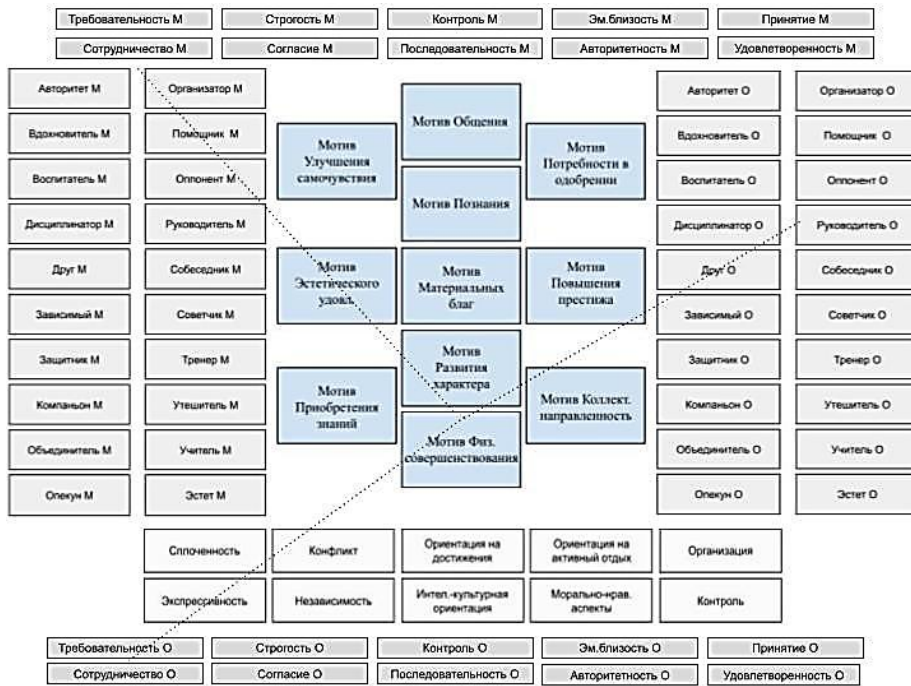 Требовательность М
Строгость М
Контроль М
Эм.близость М
Принятие М
Сотрудничество М
Согласие М
Последовательность М
Авторитетность М
Удовлетворенность М
Авторитет М
Организатор М
Вдохновитель М
Помощник М
Воспитатель М
Оппонент М
Дисциплинатор М
Руководитель М
Друг М
Собеседник М
Зависимый М
Советчик М
Защитник М
Тренер М
Компаньон М
Утешитель М
Объединитель М
Учитель М
Опекун М
Эстет М
Мотив Общения
Мотив
Улучшения
самочувствия
Мотив
Потребности в
одобрении
Мотив Познания
Мотив
Эстетического
удовл.
Мотив
Материальных
благ
Мотив
Повышения
престижа
Мотив
Развития
характера
Мотив
Приобретения
знаний
Мотив Коллект.
направленность
Мотив Физ.
совершенствования
Авторитет О
Организатор О
Вдохновитель О
Помощник О
Воспитатель О
Оппонент О
Дисциплинатор О
Руководитель О
Друг О
Собеседник О
Зависимый О
Советчик О
Защитник О
Тренер О
Компаньон О
Утешитель О
Объединитель О
Учитель О
Опекун О
Эстет О
Сплоченность
Конфликт
Ориентация на
достижения
Ориентация на
активный отдых
Организация
Экспрессивность
Независимость
Интел.-культурная
ориентация
Морально-нрав.
аспекты
Контроль
Требовательность О
Строгость О
Контроль О
Эм.близость О
Принятие О
Сотрудничество О
Согласие О
Последовательность О
Авторитетность О
Удовлетворенность О